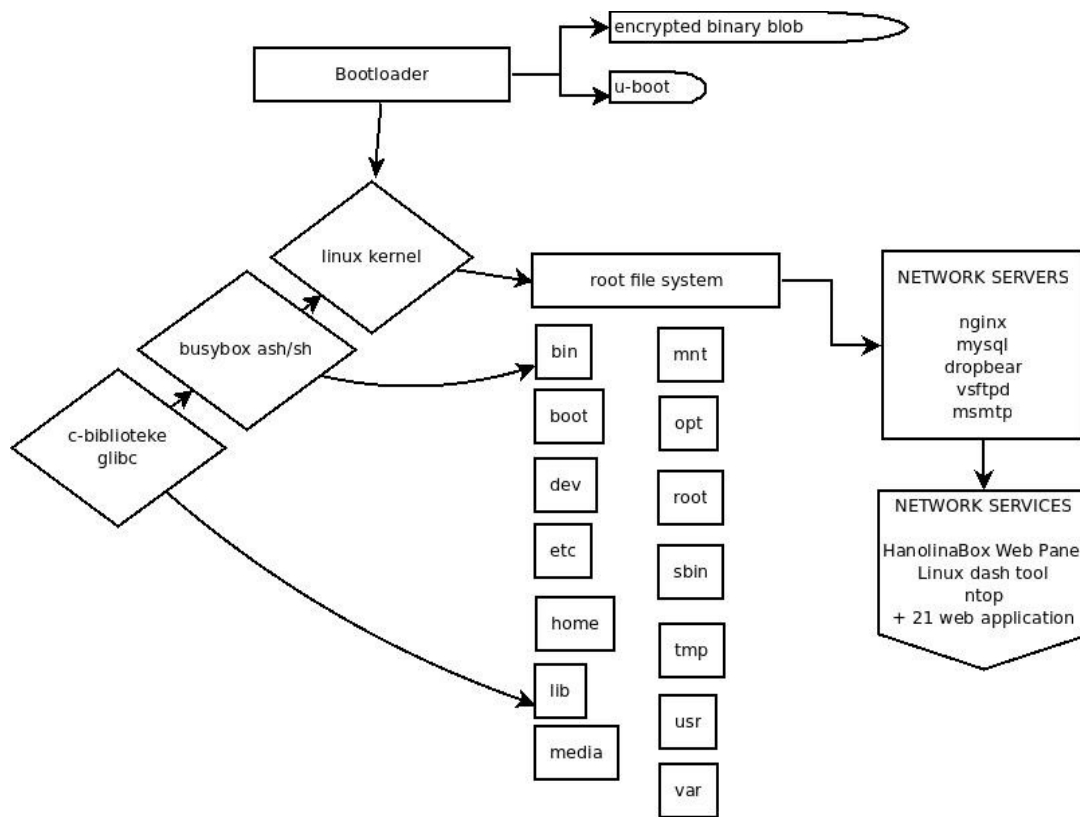 encrypted binary blob
Bootloader
u-boot
linux kernel
root file system
NETWORK SERVERS
nginx
mysql
dropbear
vsftpd
msmtp
busybox ash/sh
c-biblioteke
glibc
bin
boot
dev
etc
home
lib
media
mnt
opt
root
sbin
tmp
usr
var
NETWORK SERVICES
HanolinaBox Web Pane
Linux dash tool
ntop
+ 21 web application